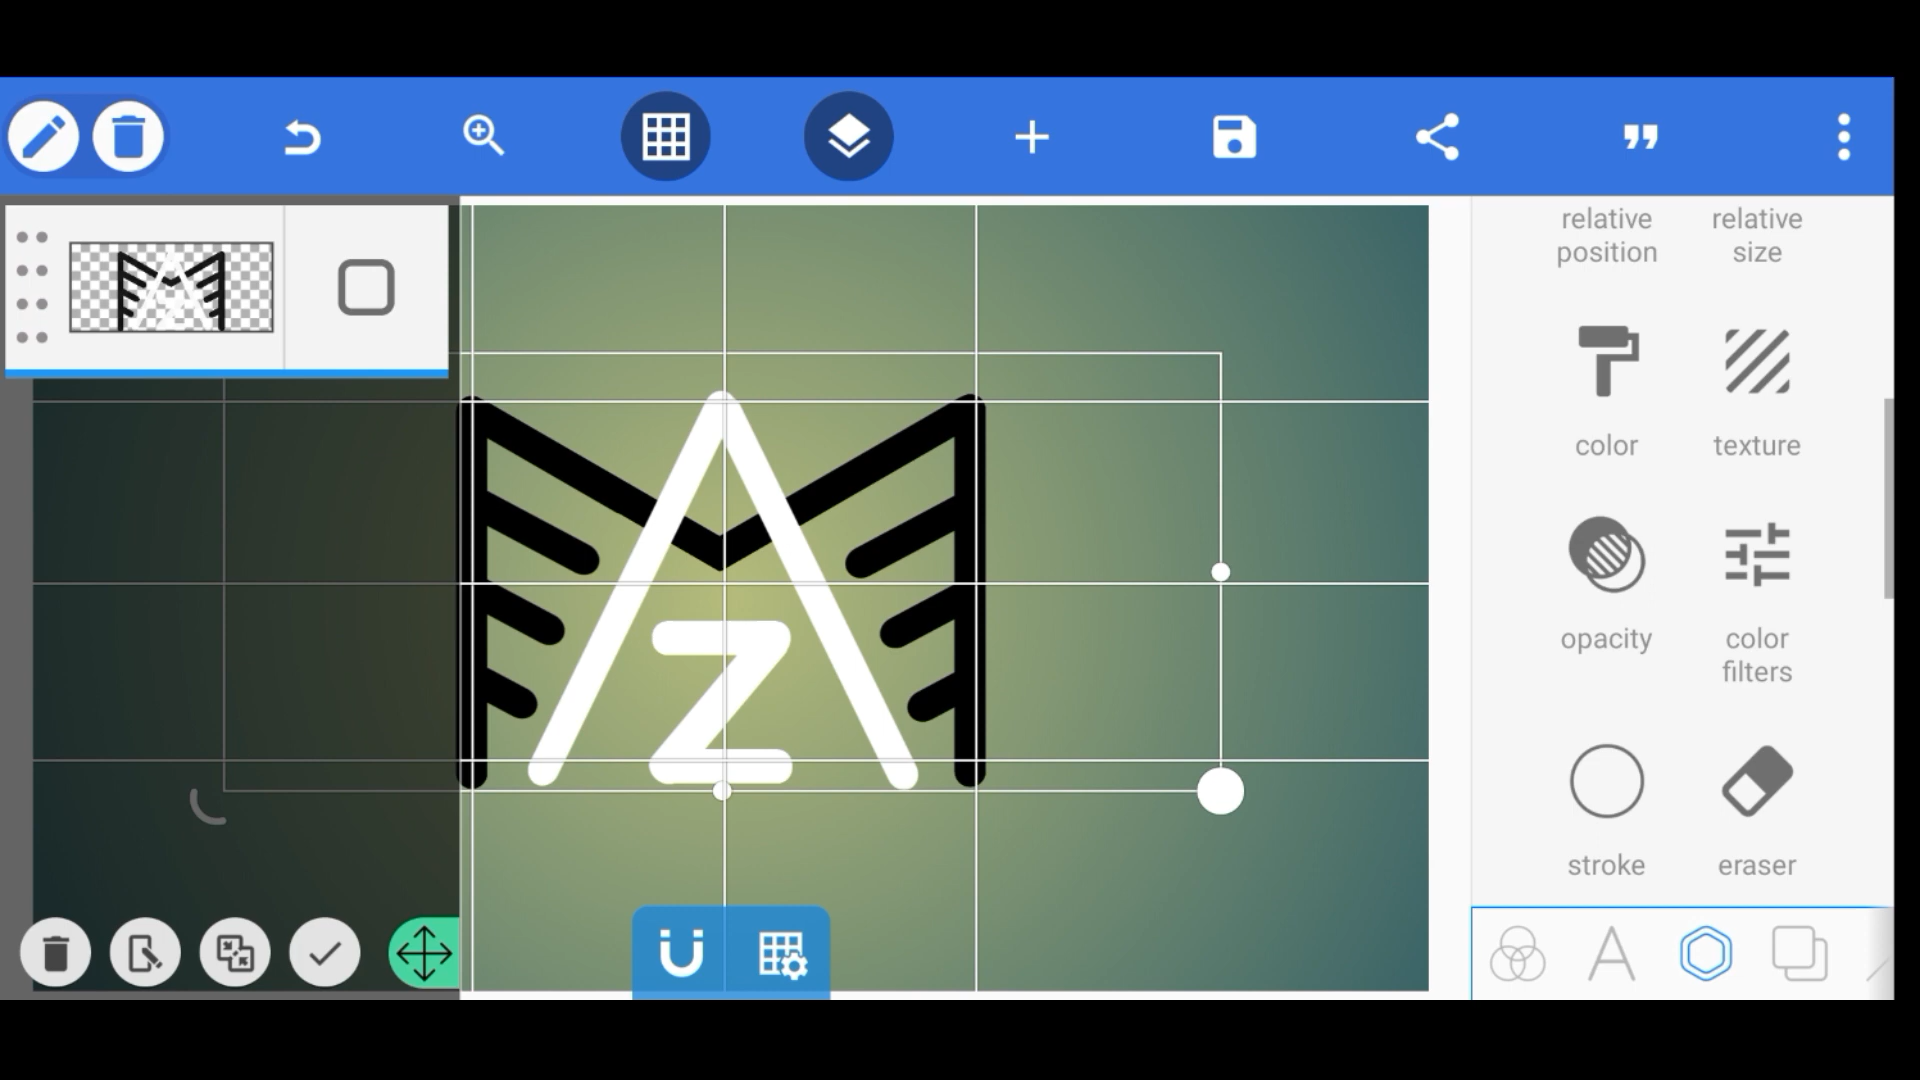 relative
position
relative
size
color
texture
opacity
color
filters
stroke
eraser
A
Z